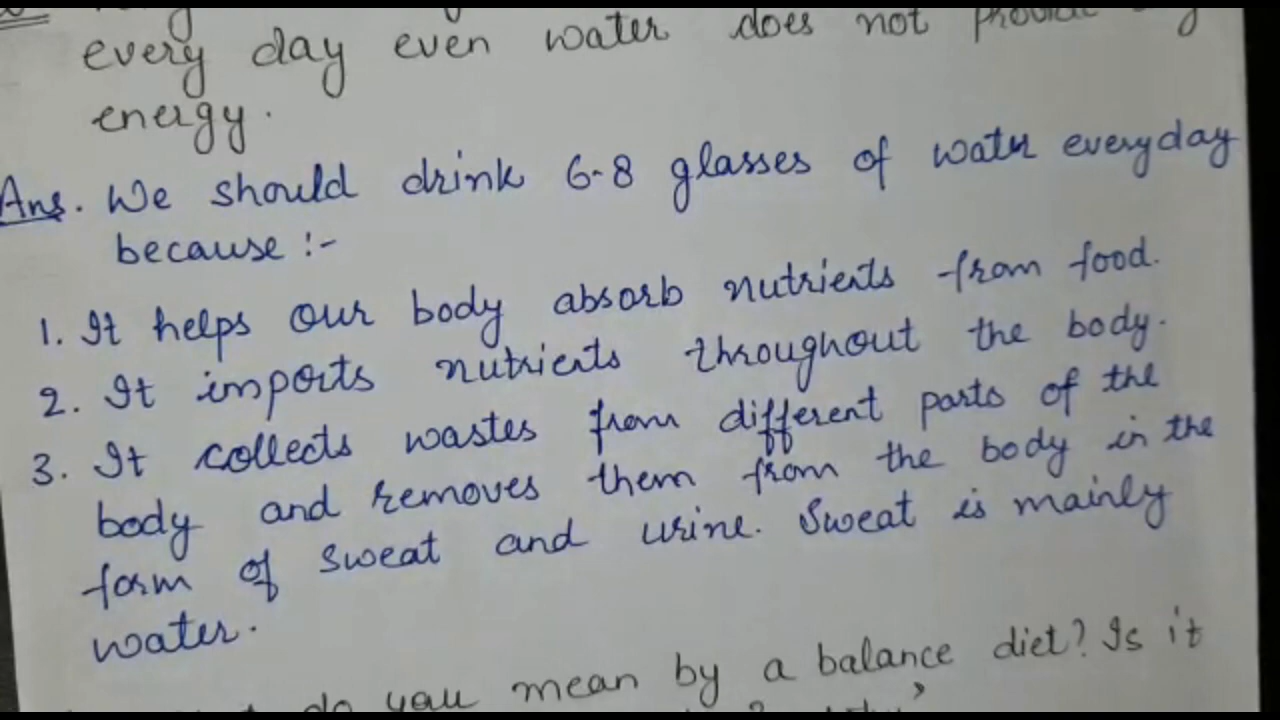 every day even water does not provide
energy.
Ans. We should drink 6-8 glasses of water everyday
because :-
1. It helps our body absorb nutrients from food.
2. It imports nutrients throughout the body.
3. It collects wastes from different parts of the
body and removes them from the body in the
form of sweat and urine. Sweat is mainly
water.
do you mean by a balance diet? Is it